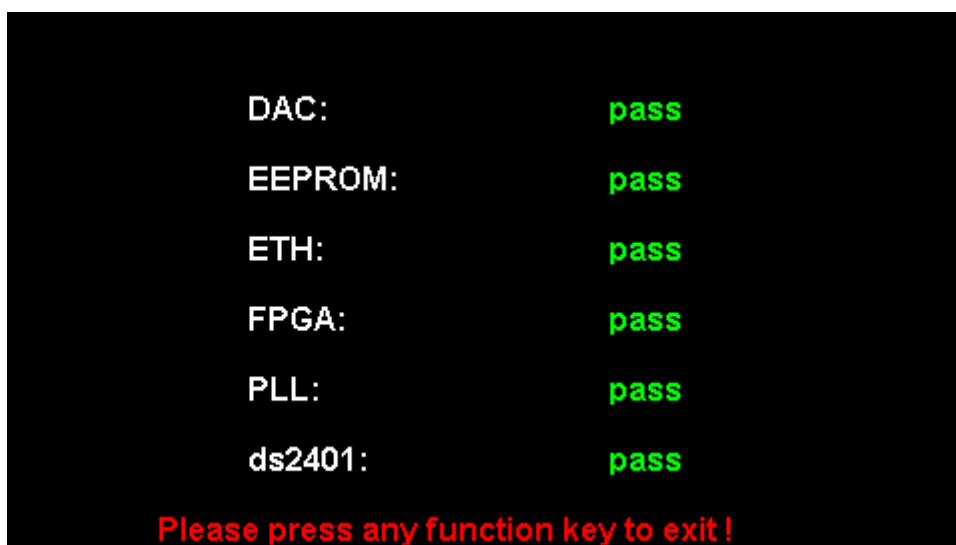 DAC: pass
EEPROM: pass
ETH: pass
FPGA: pass
PLL: pass
ds2401: pass
Please press any function key to exit !